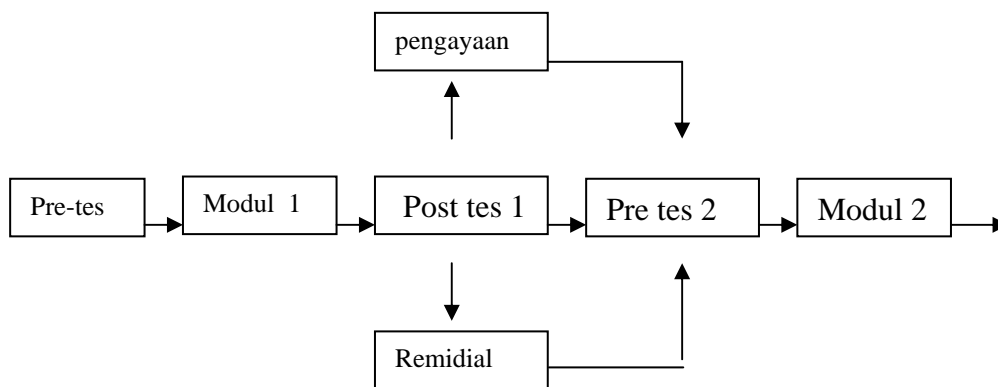 pengayaan
Pre-tes
Modul 1
Post tes 1
Pre tes 2
Modul 2
Remidial